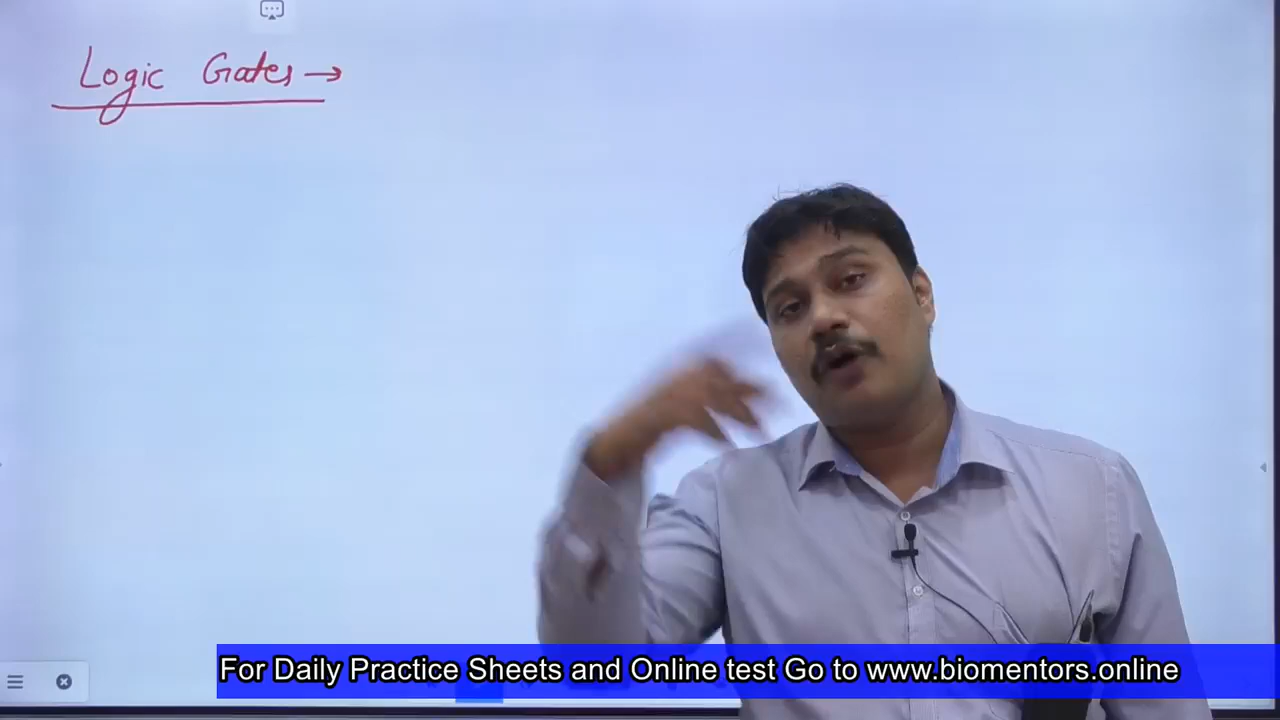 Logic Gates →
For Daily Practice Sheets and Online test Go to www.biomentors.online